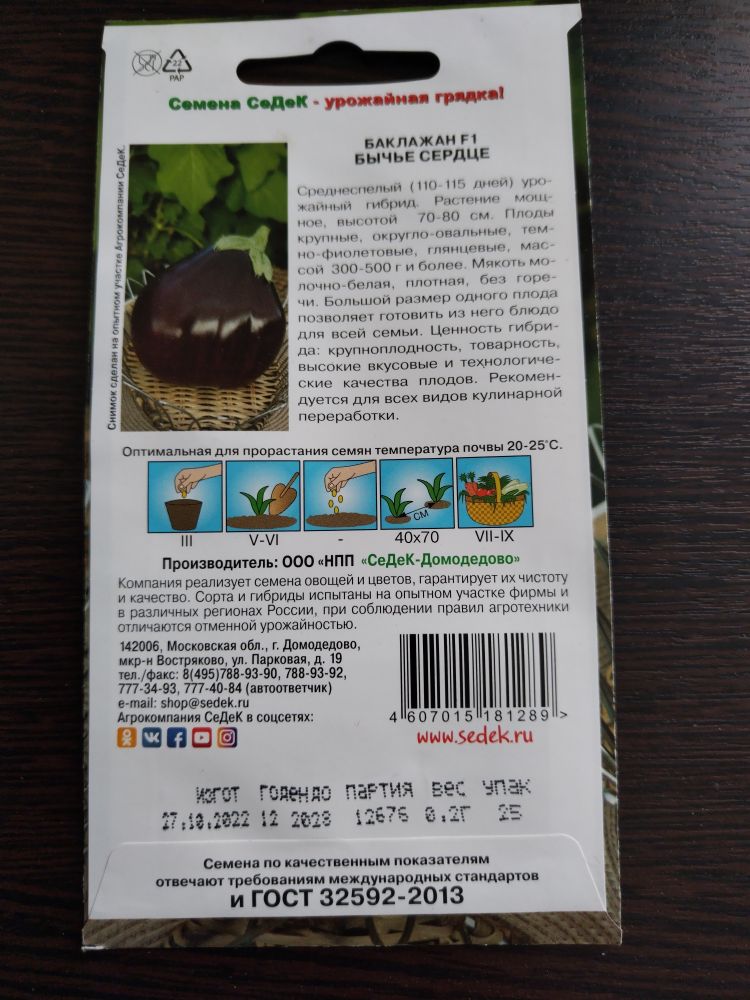 22
PAP
Семена СеДеК - урожайная грядка!
БАКЛАЖАН F1
БЫЧЬЕ СЕРДЦЕ
Снимок сделан на опытном участке Агрокомпании СеДеК.
Среднеспелый (110-115 дней) уро-
жайный гибрид. Растение мощ-
ное, высотой 70-80 см. Плоды
крупные, округло-овальные, тем-
но-фиолетовые, глянцевые, мас-
сой 300-500 г и более. Мякоть мо-
лочно-белая, плотная, без горе-
чи. Большой размер одного плода
позволяет готовить из него блюдо
для всей семьи. Ценность гибри-
да: крупноплодность, товарность,
высокие вкусовые и технологиче-
ские качества плодов. Рекомен-
дуется для всех видов кулинарной
переработки.
Оптимальная для прорастания семян температура почвы 20-25°С.
см
III V-VI - 40x70 VII-IX
Производитель: ООО «НПП «СеДеК-Домодедово»
Компания реализует семена овощей и цветов, гарантирует их чистоту
и качество. Сорта и гибриды испытаны на опытном участке фирмы и
в различных регионах России, при соблюдении правил агротехники
отличаются отменной урожайностью.
142006, Московская обл., г. Домодедово,
мкр-н Востряково, ул. Парковая, д. 19
тел./факс: 8(495)788-93-90, 788-93-92,
777-34-93, 777-40-84 (автоответчик)
e-mail: shop@sedek.ru
Агрокомпания СеДеК в соцсетях:
4 607015 181289 >
www.sedek.ru
ИЗГОТ ГОДЕНДО ПАРТИЯ ВЕС УПАК
27.10.2022 12 2028 12676 0.2Г 25
Семена по качественным показателям
отвечают требованиям международных стандартов
и ГОСТ 32592-2013